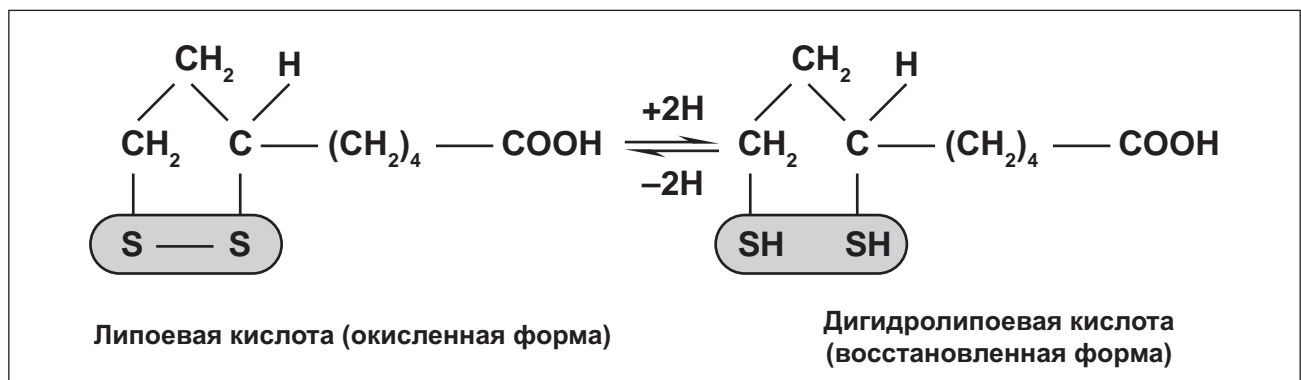 CH₂ H CH₂ H
+2H
CH₂ C — (CH₂)₄ — COOH ⇌ CH₂ C — (CH₂)₄ — COOH
–2H
S — S SH SH
Липоевая кислота (окисленная форма)
Дигидролипоевая кислота
(восстановленная форма)